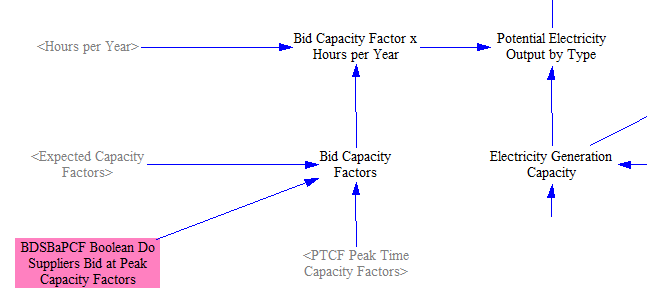 <Hours per Year>
Bid Capacity Factor x
Hours per Year
Potential Electricity
Output by Type
<Expected Capacity
Factors>
Bid Capacity
Factors
Electricity Generation
Capacity
BDSBaPCF Boolean Do
Suppliers Bid at Peak
Capacity Factors
<PTCF Peak Time
Capacity Factors>